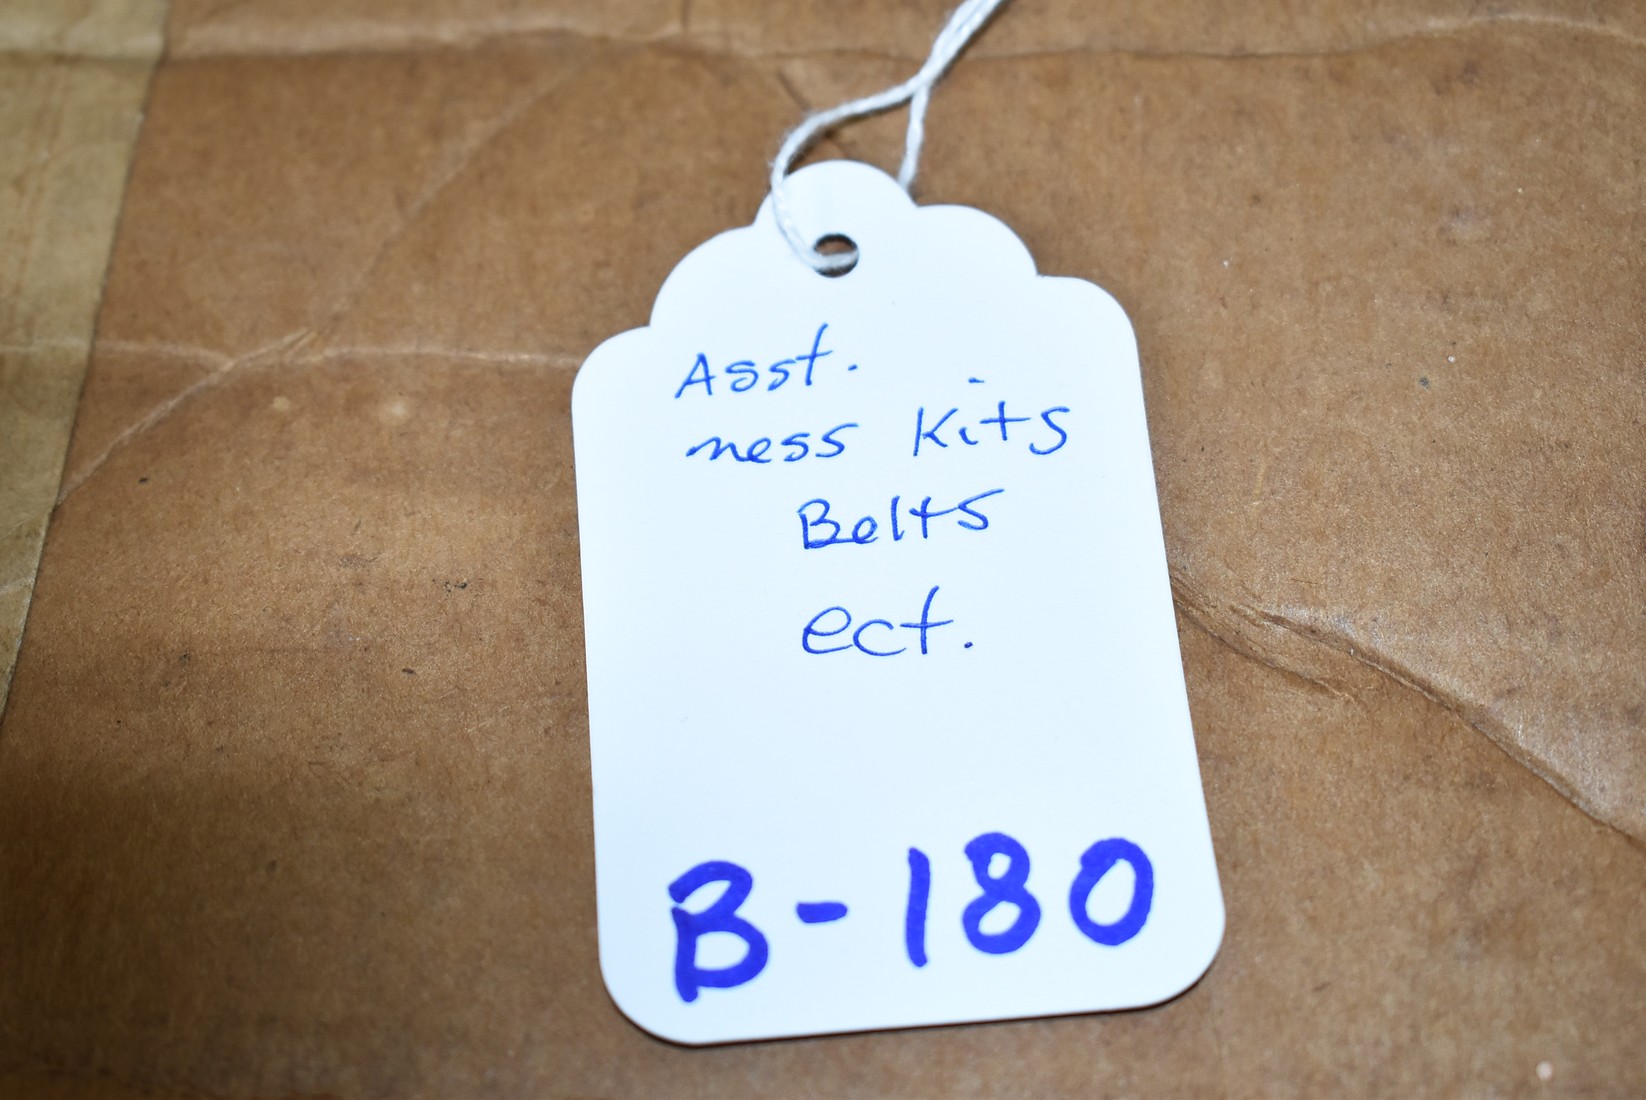 Asst.
mess Kits
Belts
ect.
B-180